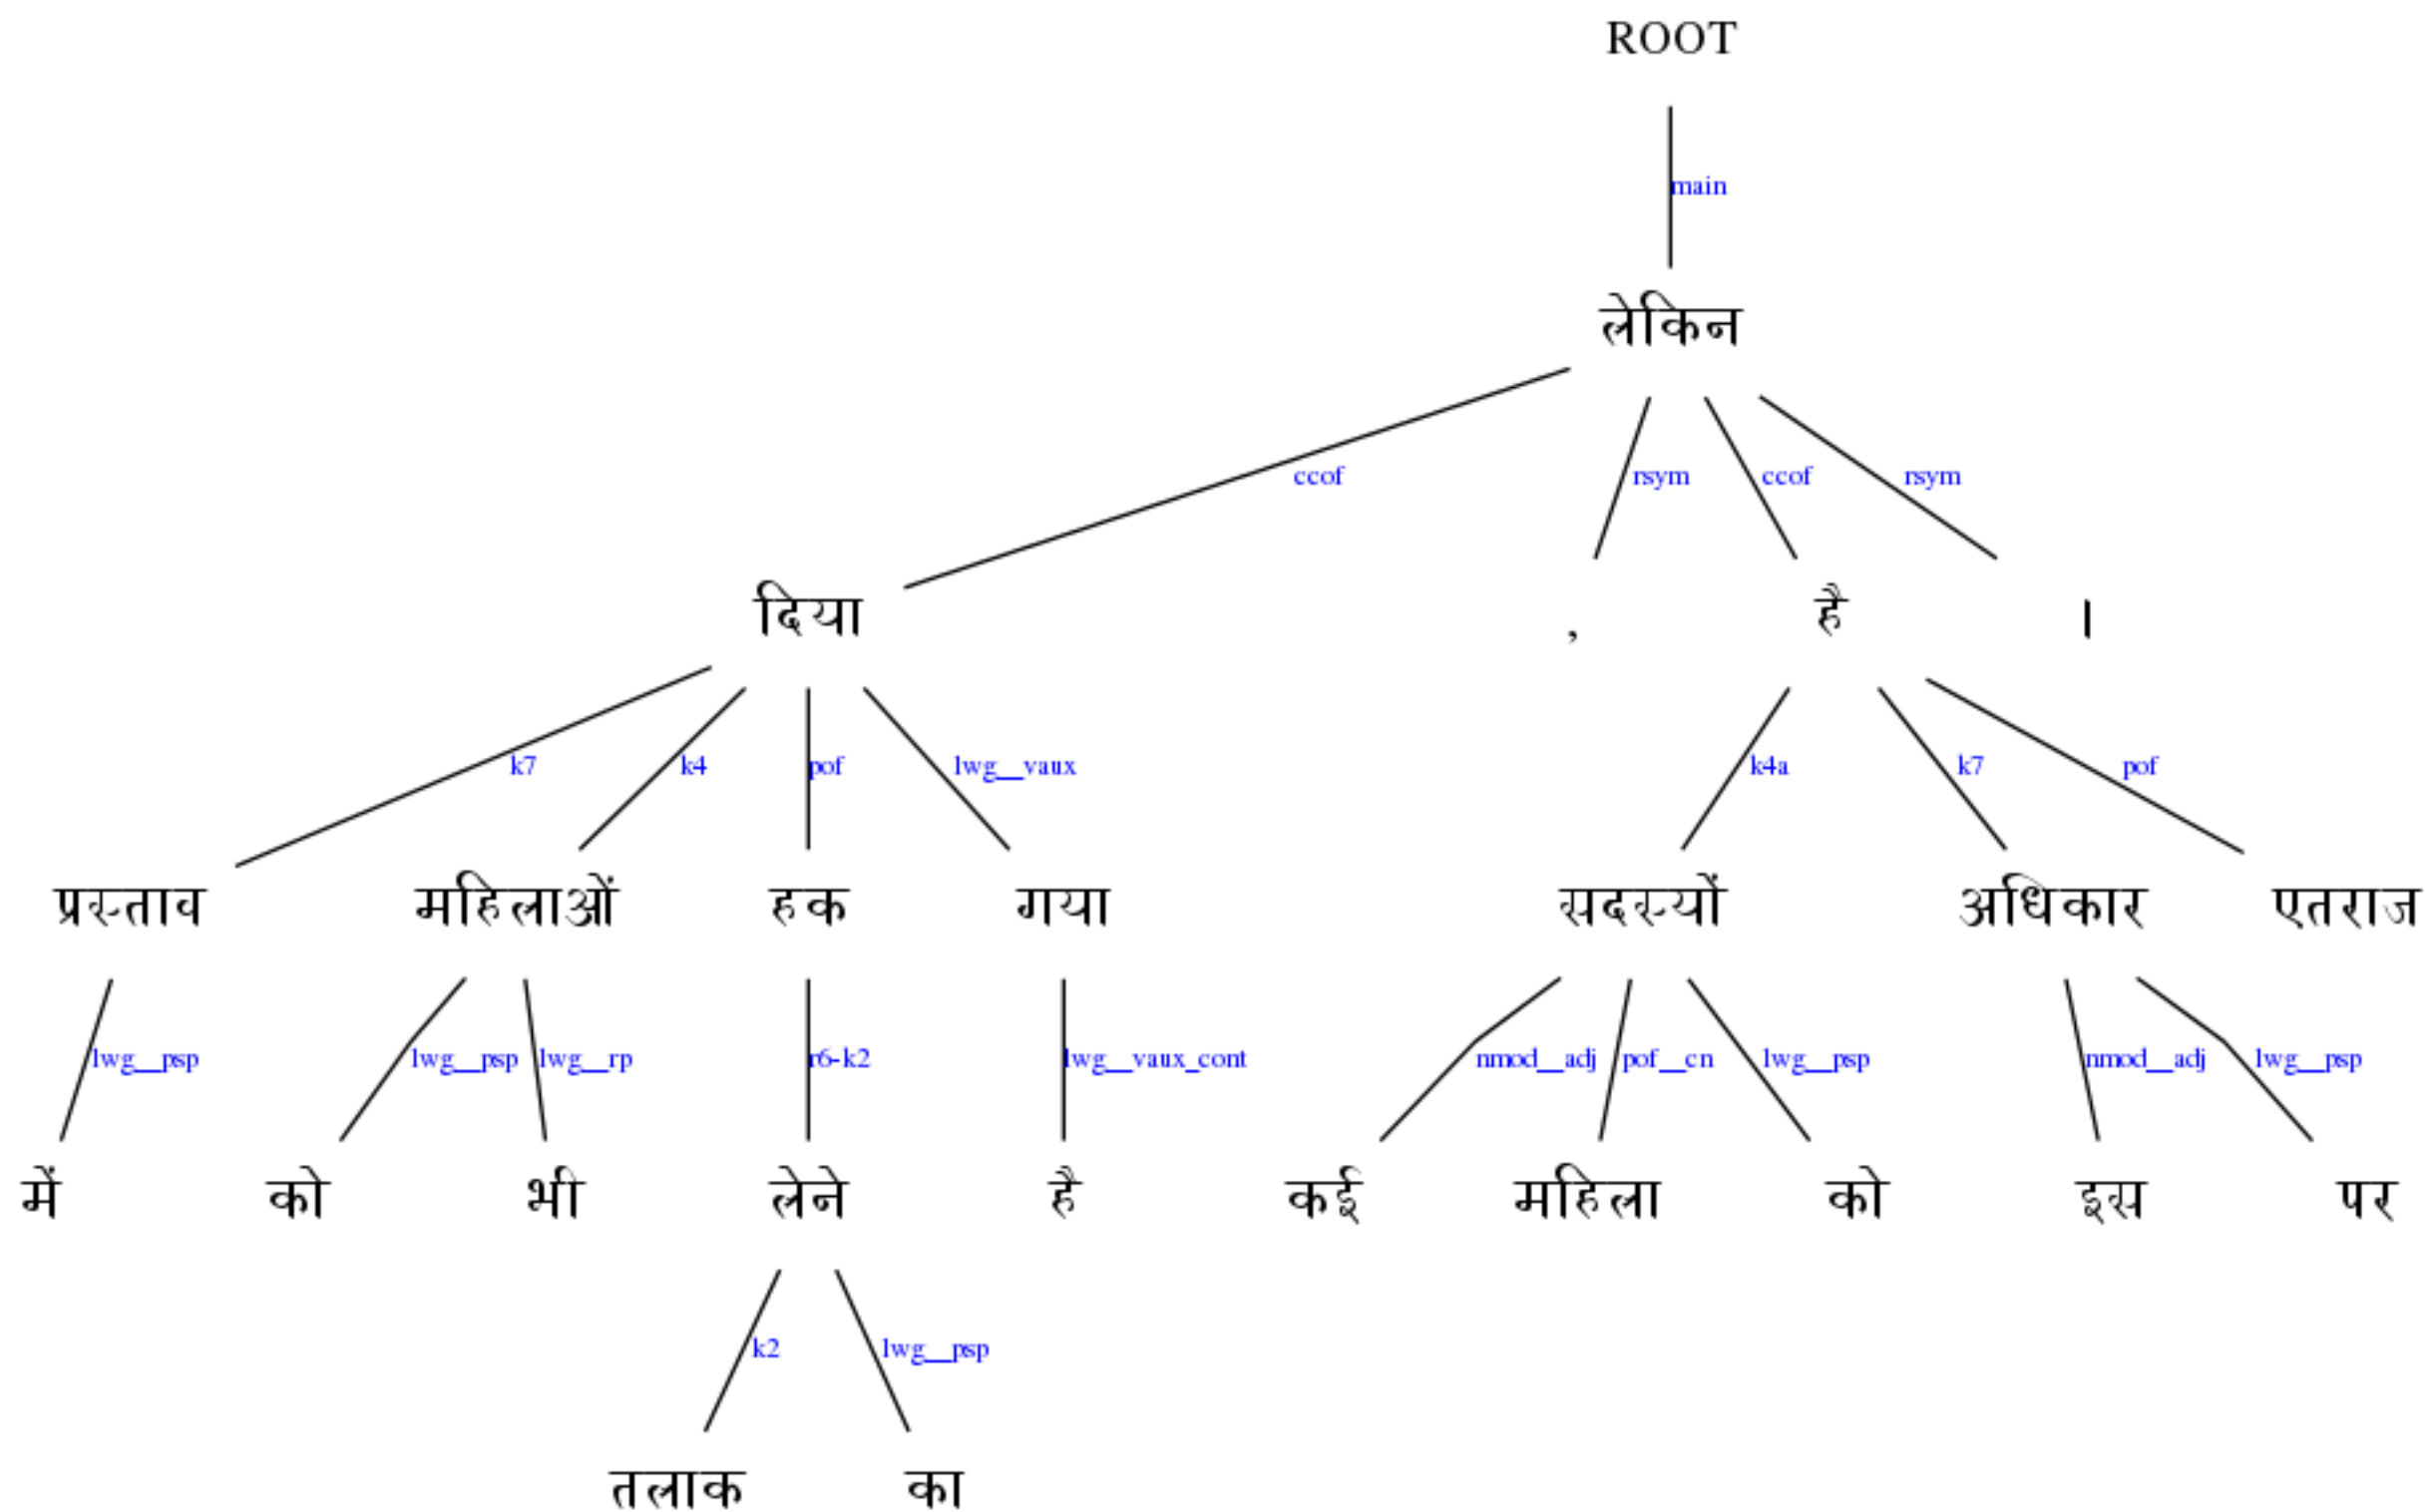 ROOT
main
लेकिन
ccof rsym ccof rsym
दिया , है ।
k7 k4 pof lwg__vaux k4a k7 pof
प्रस्ताव महिलाओं हक गया सदस्यों अधिकार एतराज
lwg__psp lwg__psp lwg__rp r6-k2 lwg__vaux_cont nmod__adj pof__cn lwg__psp nmod__adj lwg__psp
में को भी लेने है कई महिला को इस पर
k2 lwg__psp
तलाक का